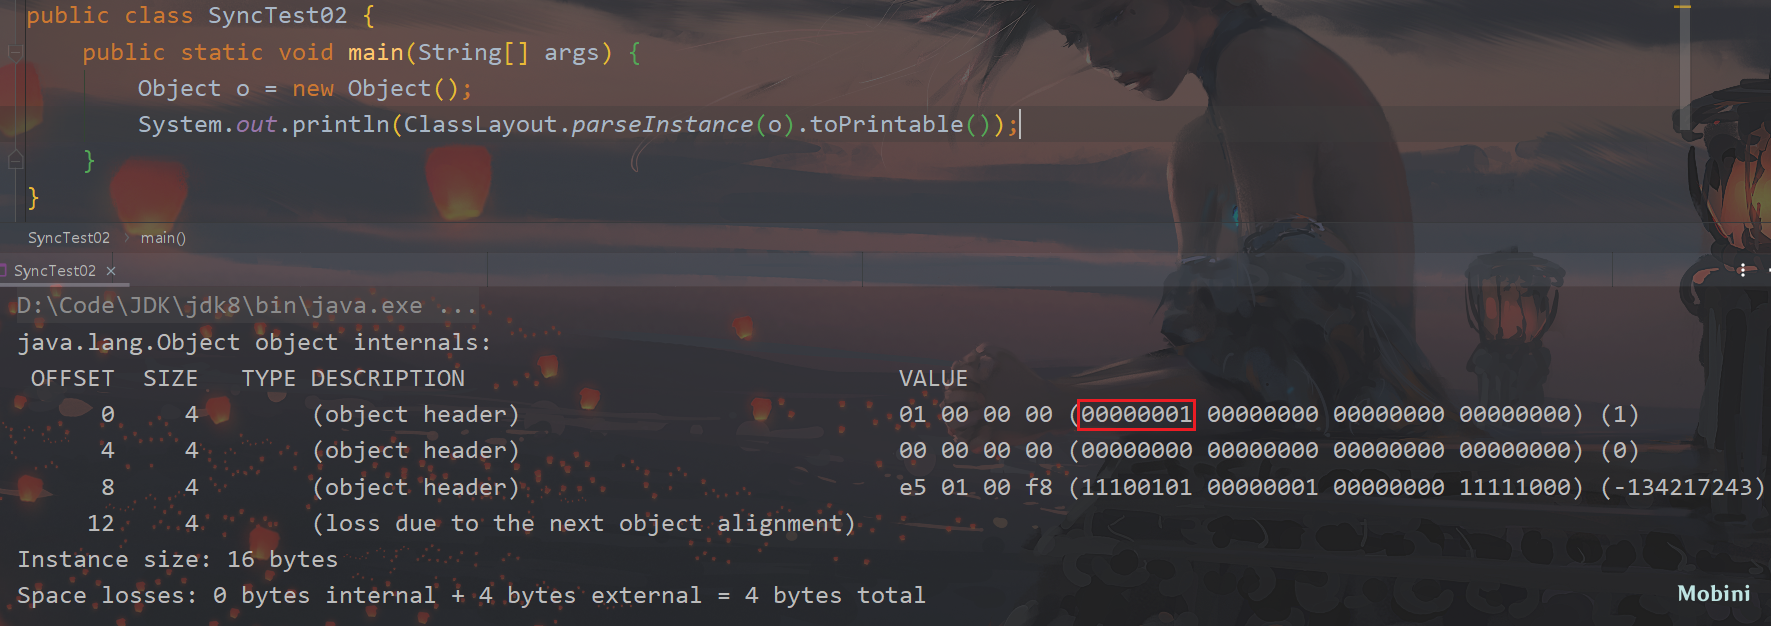 public class SyncTest02 {
public static void main(String[] args) {
Object o = new Object();
System.out.println(ClassLayout.parseInstance(o).toPrintable());
}
}
SyncTest02 › main()
SyncTest02 ×
D:\Code\JDK\jdk8\bin\java.exe ...
java.lang.Object object internals:
OFFSET SIZE TYPE DESCRIPTION VALUE
0 4 (object header) 01 00 00 00 (00000001 00000000 00000000 00000000) (1)
4 4 (object header) 00 00 00 00 (00000000 00000000 00000000 00000000) (0)
8 4 (object header) e5 01 00 f8 (11100101 00000001 00000000 11111000) (-134217243)
12 4 (loss due to the next object alignment)
Instance size: 16 bytes
Space losses: 0 bytes internal + 4 bytes external = 4 bytes total
Mobini